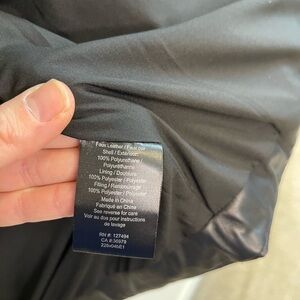 Faux Leather / Faux cuir
Shell / Extérieur:
100% Polyurethane /
Polyuréthane
Lining / Doublure:
100% Polyester / Polyester
Filling / Rembourrage:
100% Polyester / Polyester
Made in China
Fabriqué en Chine
See reverse for care
Voir au dos pour instructions
de lavage
RN #: 127494
CA # 36979